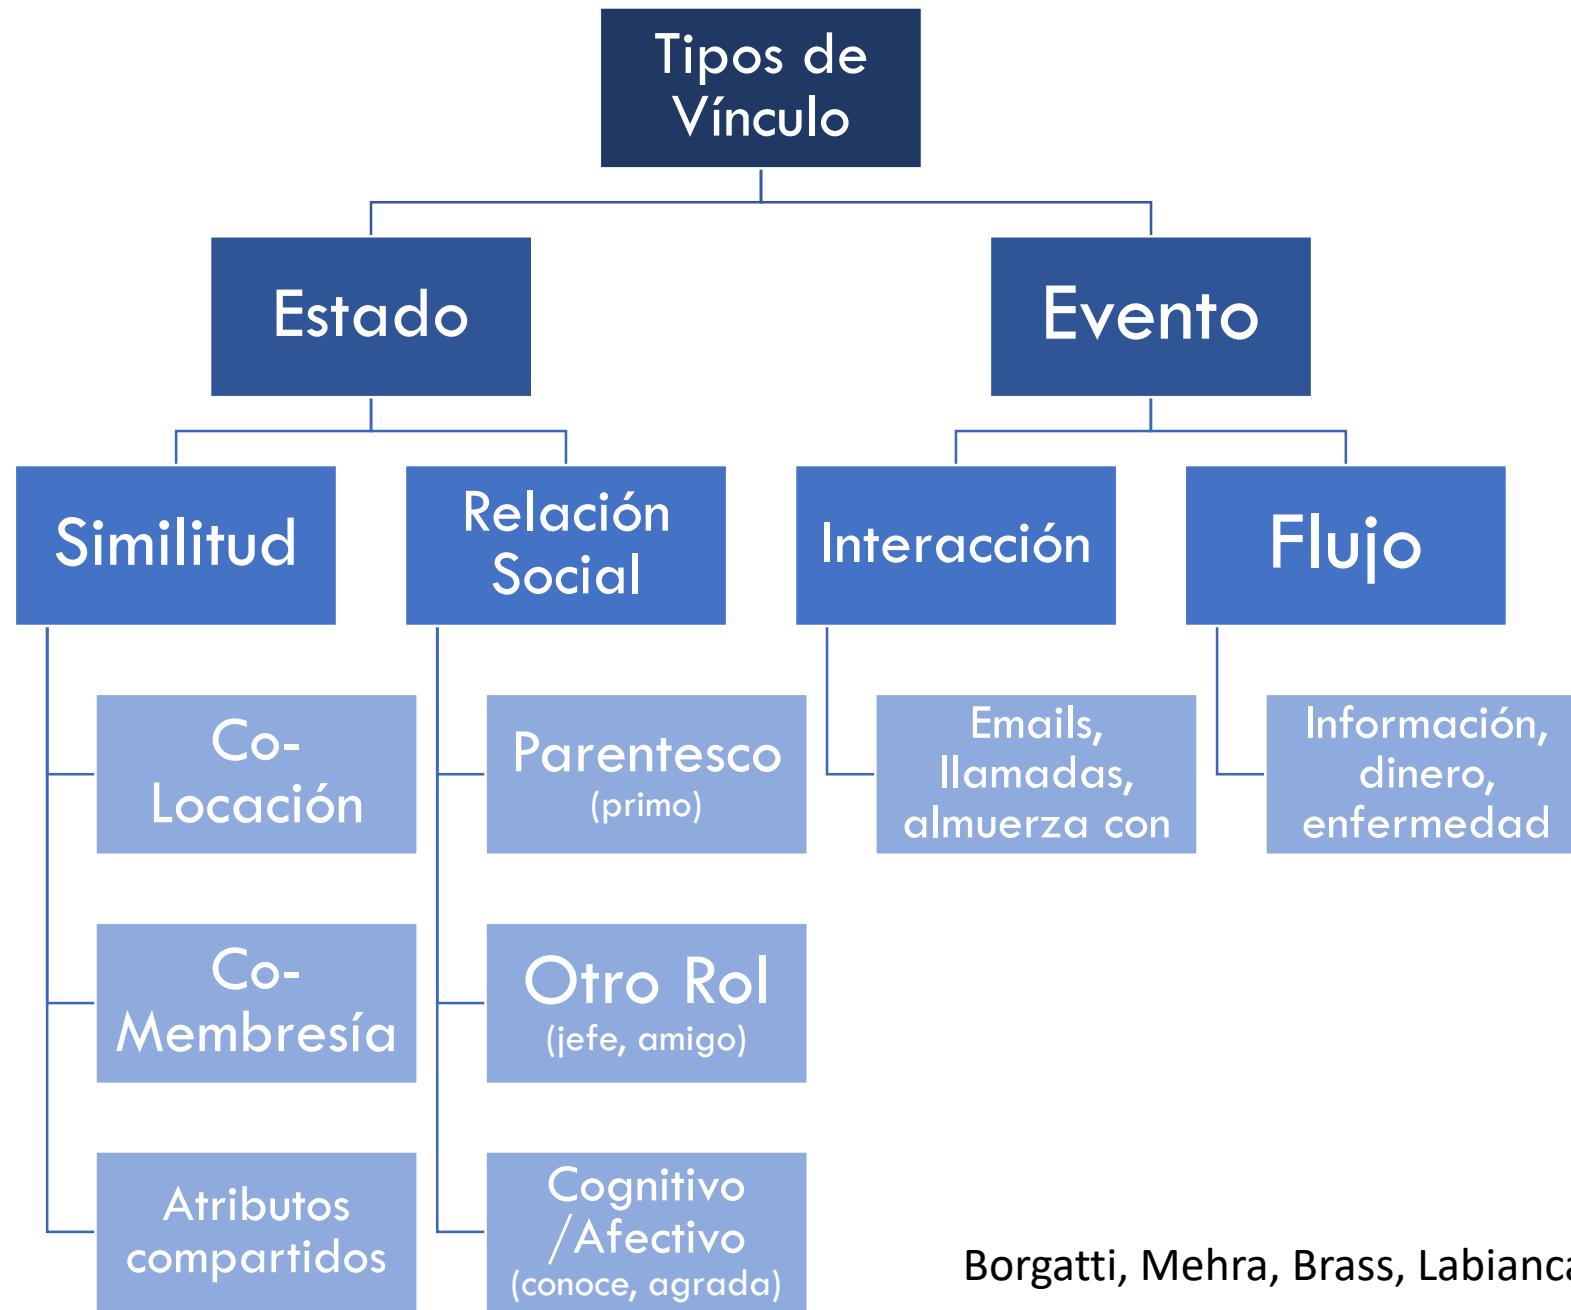 Tipos de
Vínculo
Estado
Evento
Similitud
Relación
Social
Interacción
Flujo
Co-
Locación
Parentesco
(primo)
Emails,
llamadas,
almuerza con
Información,
dinero,
enfermedad
Co-
Membresía
Otro Rol
(jefe, amigo)
Atributos
compartidos
Cognitivo
/Afectivo
(conoce, agrada)
Borgatti, Mehra, Brass, Labianca